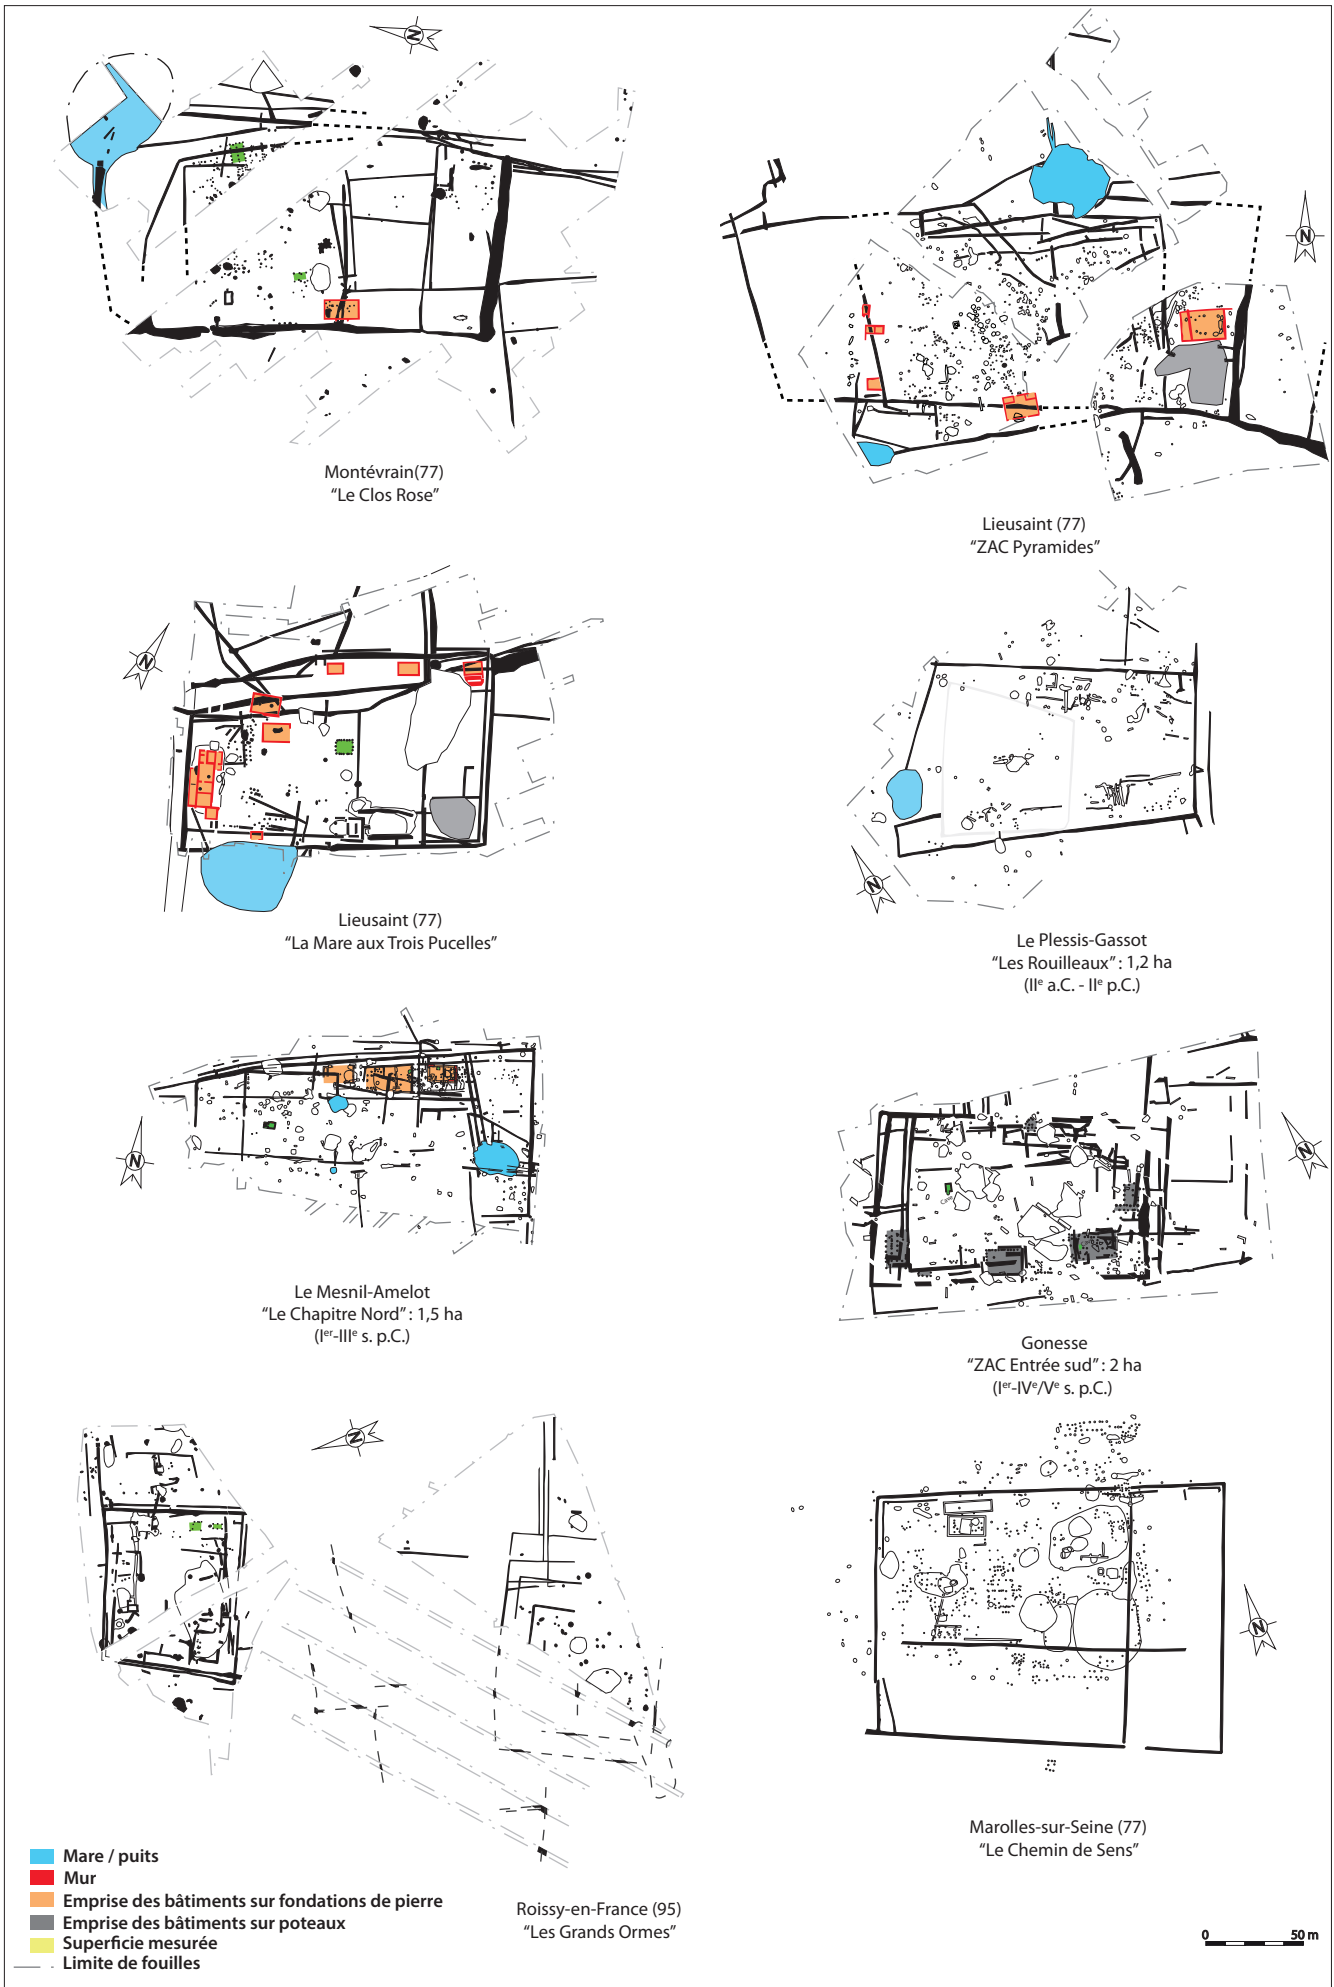 N
Montévrain(77)
“Le Clos Rose”
N
Lieusaint (77)
“ZAC Pyramides”
N
Lieusaint (77)
“La Mare aux Trois Pucelles”
N
Le Plessis-Gassot
“Les Rouilleaux” : 1,2 ha
(IIᵉ a.C. - IIᵉ p.C.)
N
Le Mesnil-Amelot
“Le Chapitre Nord” : 1,5 ha
(Iᵉʳ-IIIᵉ s. p.C.)
N
Cave
Gonesse
“ZAC Entrée sud” : 2 ha
(Iᵉʳ-IVᵉ/Vᵉ s. p.C.)
N
Roissy-en-France (95)
“Les Grands Ormes”
N
Marolles-sur-Seine (77)
“Le Chemin de Sens”
Mare / puits
Mur
Emprise des bâtiments sur fondations de pierre
Emprise des bâtiments sur poteaux
Superficie mesurée
Limite de fouilles
0 50 m